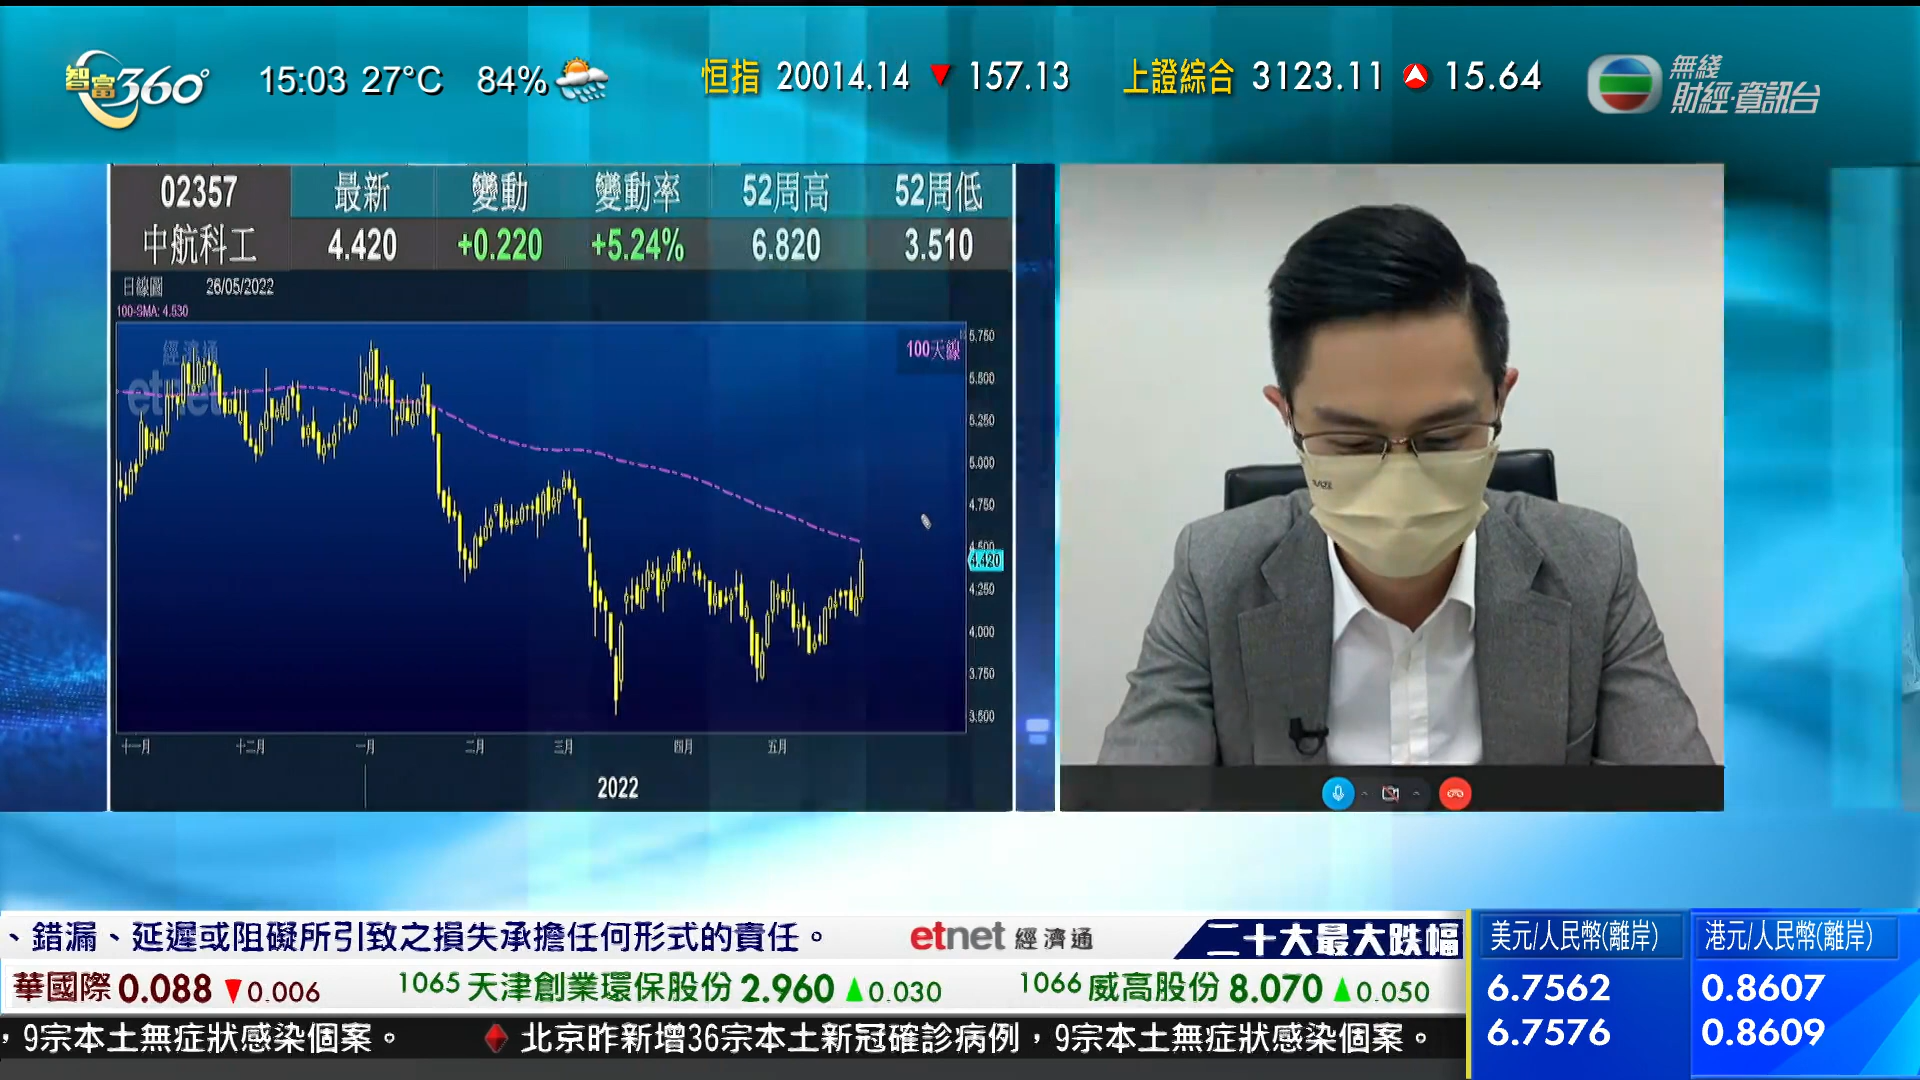 智富360°
15:03 27°C 84%
恒指 20014.14 ▼ 157.13
上證綜合 3123.11 ▲ 15.64
無綫
財經·資訊台
02357 最新 變動 變動率 52周高 52周低
中航科工 4.420 +0.220 +5.24% 6.820 3.510
日線圖 26/05/2022
100-SMA: 4.530
經濟通
etnet
100天線
5.750
5.500
5.250
5.000
4.750
4.500
4.420
4.250
4.000
3.750
3.500
十一月 十二月 一月 二月 三月 四月 五月
2022
、錯漏、延遲或阻礙所引致之損失承擔任何形式的責任。
etnet 經濟通
二十大最大跌幅
華國際 0.088 ▼0.006 1065 天津創業環保股份 2.960 ▲0.030 1066 威高股份 8.070 ▲0.050
，9宗本土無症狀感染個案。 北京昨新增36宗本土新冠確診病例，9宗本土無症狀感染個案。
美元/人民幣(離岸)
6.7562
6.7576
港元/人民幣(離岸)
0.8607
0.8609